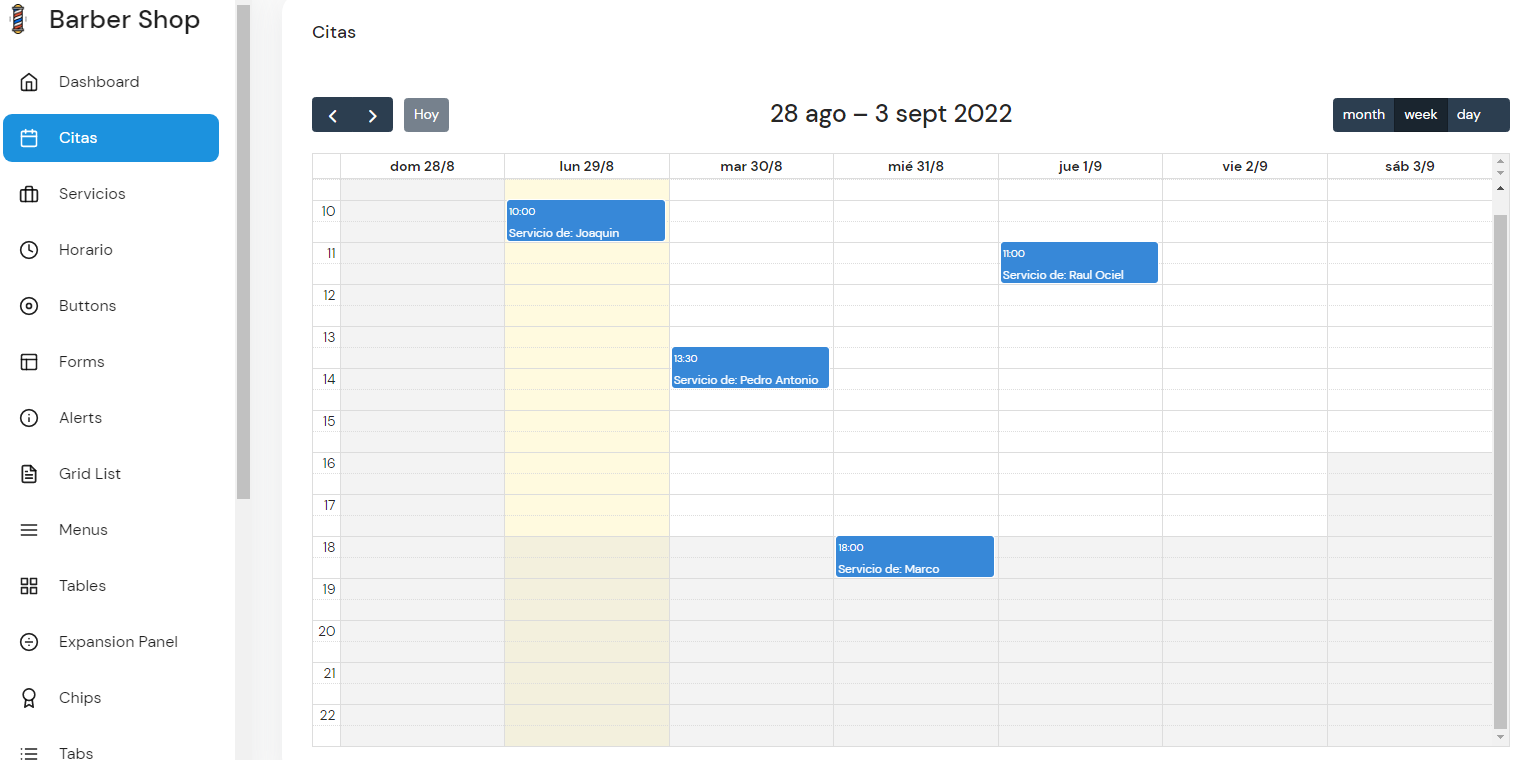 Barber Shop
Dashboard
Citas
Servicios
Horario
Buttons
Forms
Alerts
Grid List
Menus
Tables
Expansion Panel
Chips
Tabs
Citas
Hoy
28 ago – 3 sept 2022
month week day
dom 28/8 lun 29/8 mar 30/8 mié 31/8 jue 1/9 vie 2/9 sáb 3/9
10
10:00
Servicio de: Joaquin
11
11:00
Servicio de: Raul Ociel
12
13
13:30
Servicio de: Pedro Antonio
14
15
16
17
18
18:00
Servicio de: Marco
19
20
21
22